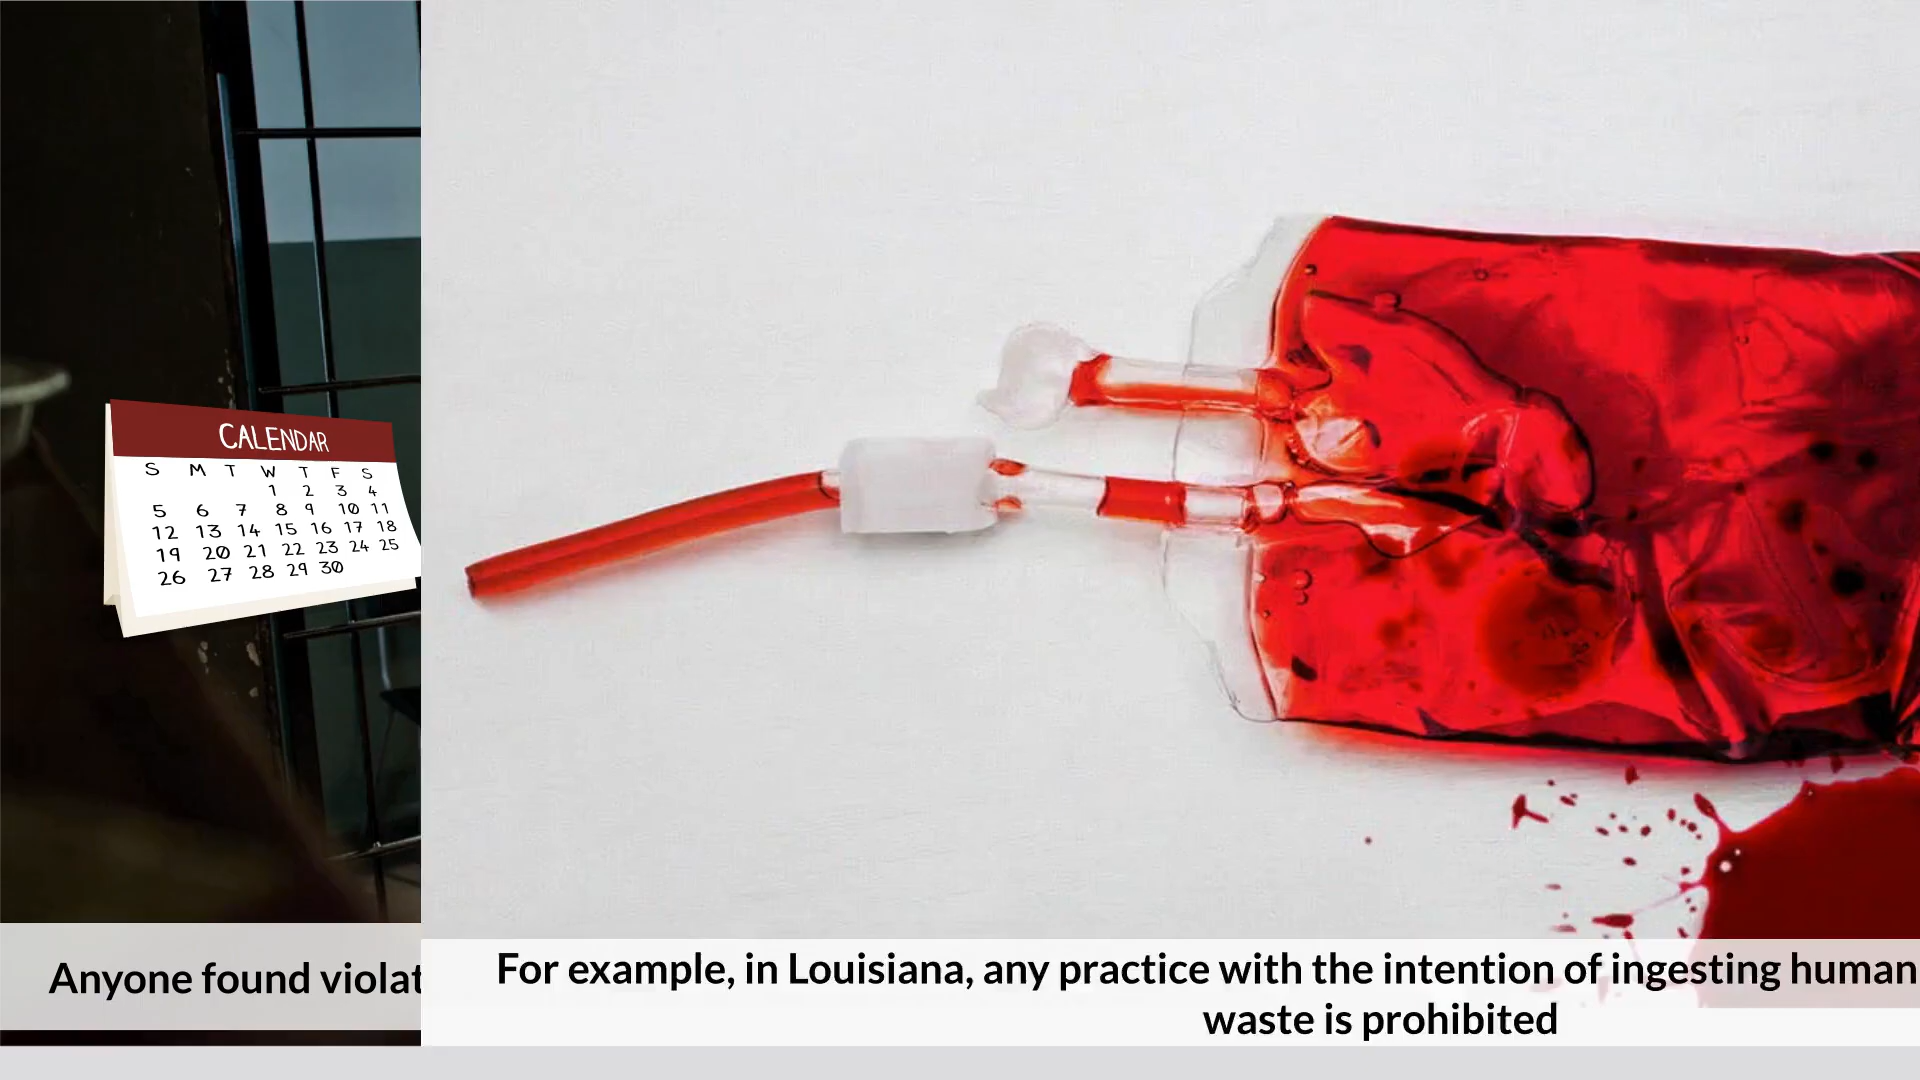 CALENDAR
S M T W T F S
1 2 3 4
5 6 7 8 9 10 11
12 13 14 15 16 17 18
19 20 21 22 23 24 25
26 27 28 29 30
Anyone found violat
For example, in Louisiana, any practice with the intention of ingesting human
waste is prohibited